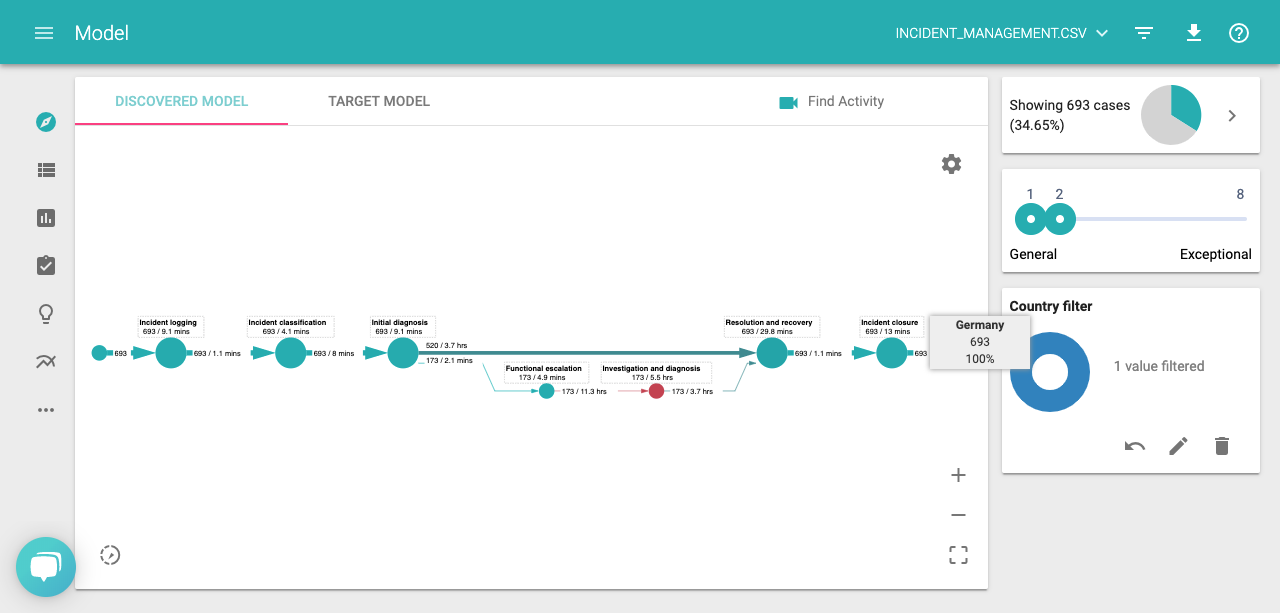 Model
INCIDENT_MANAGEMENT.CSV
DISCOVERED MODEL
TARGET MODEL
Find Activity
Showing 693 cases
(34.65%)
1
2
8
General
Exceptional
Country filter
Germany
693
100%
1 value filtered
Incident logging
693 / 9.1 mins
Incident classification
693 / 4.1 mins
Initial diagnosis
693 / 9.1 mins
Resolution and recovery
693 / 29.8 mins
Incident closure
693 / 13 mins
693
693 / 1.1 mins
693 / 8 mins
520 / 3.7 hrs
173 / 2.1 mins
693 / 1.1 mins
693
Functional escalation
173 / 4.9 mins
Investigation and diagnosis
173 / 5.5 hrs
173 / 11.3 hrs
173 / 3.7 hrs